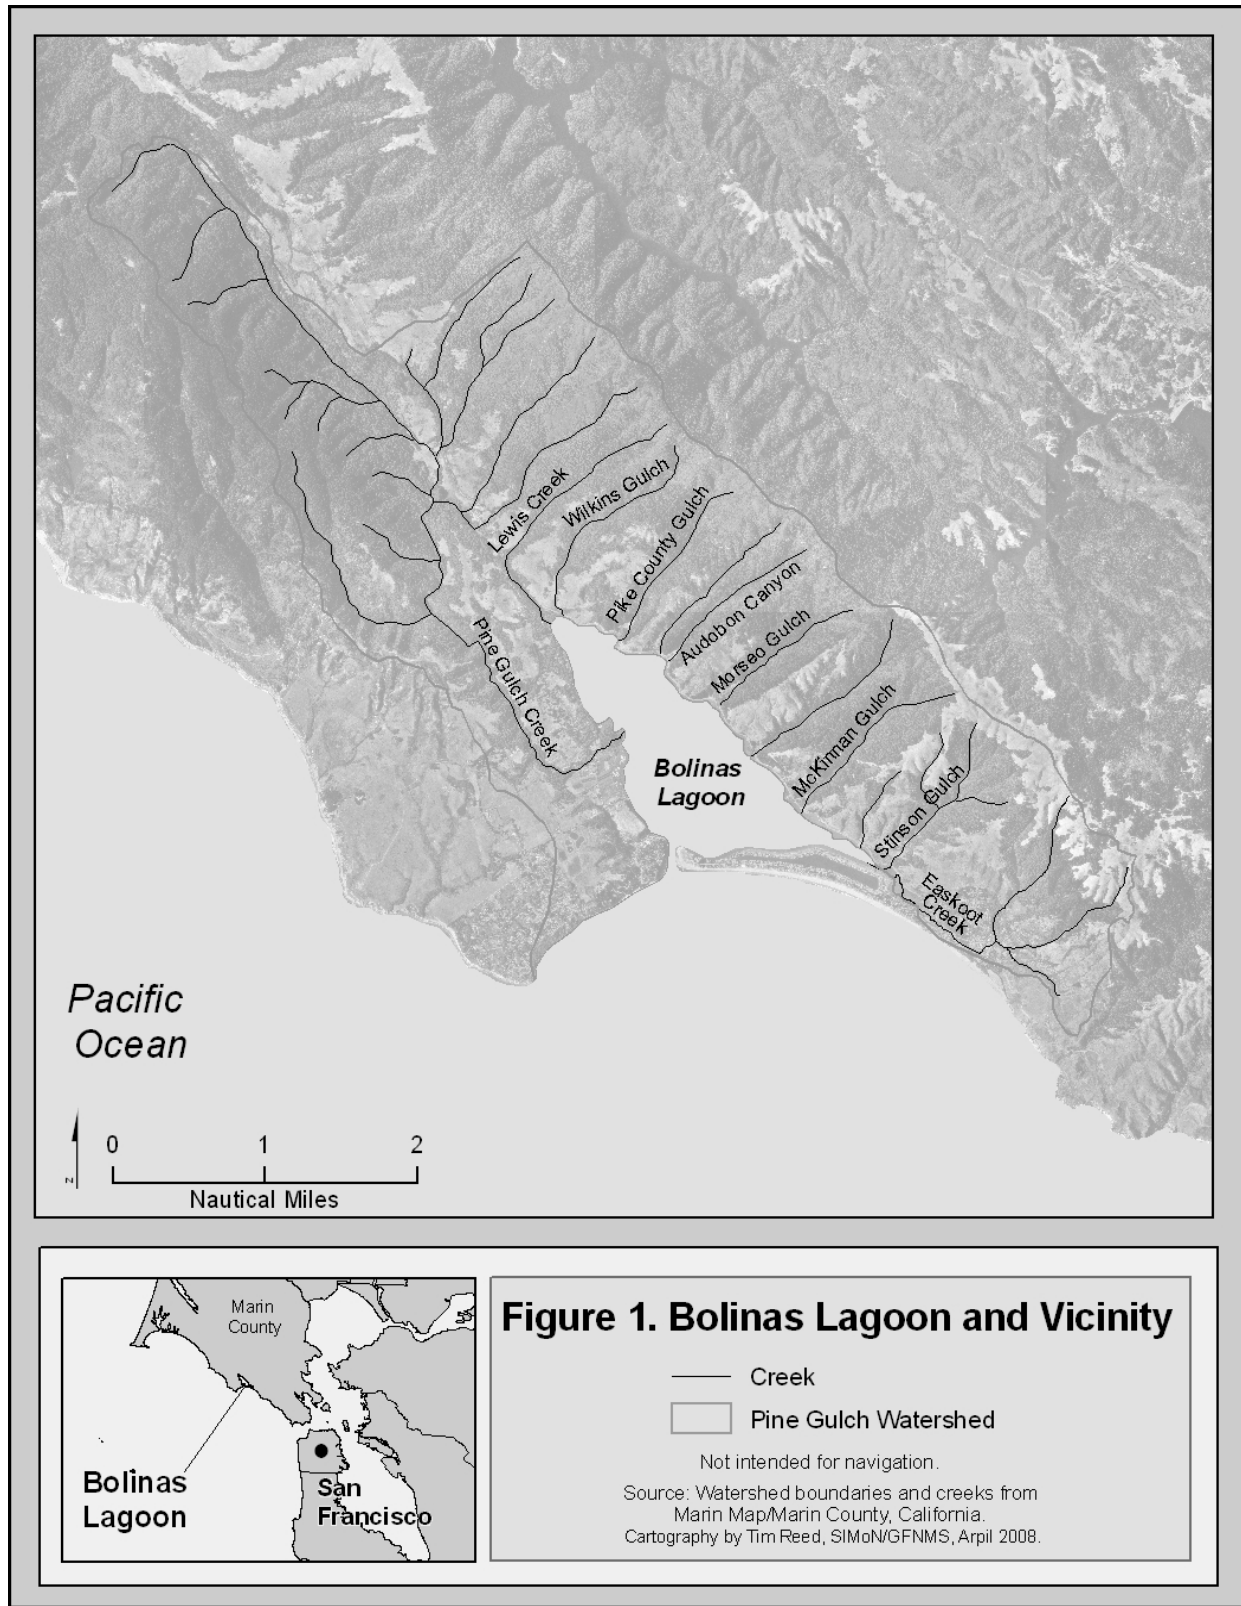 Lewis Creek
Wilkins Gulch
Pike County Gulch
Audobon Canyon
Morseo Gulch
Pine Gulch Creek
McKinnan Gulch
Bolinas
Lagoon
Stinson Gulch
Easkoot
Creek
Pacific
Ocean
0 1 2
Nautical Miles
z
Marin
County
Bolinas
Lagoon
San
Francisco
Figure 1. Bolinas Lagoon and Vicinity
Creek
Pine Gulch Watershed
Not intended for navigation.
Source: Watershed boundaries and creeks from
Marin Map/Marin County, California.
Cartography by Tim Reed, SIMoN/GFNMS, Arpil 2008.